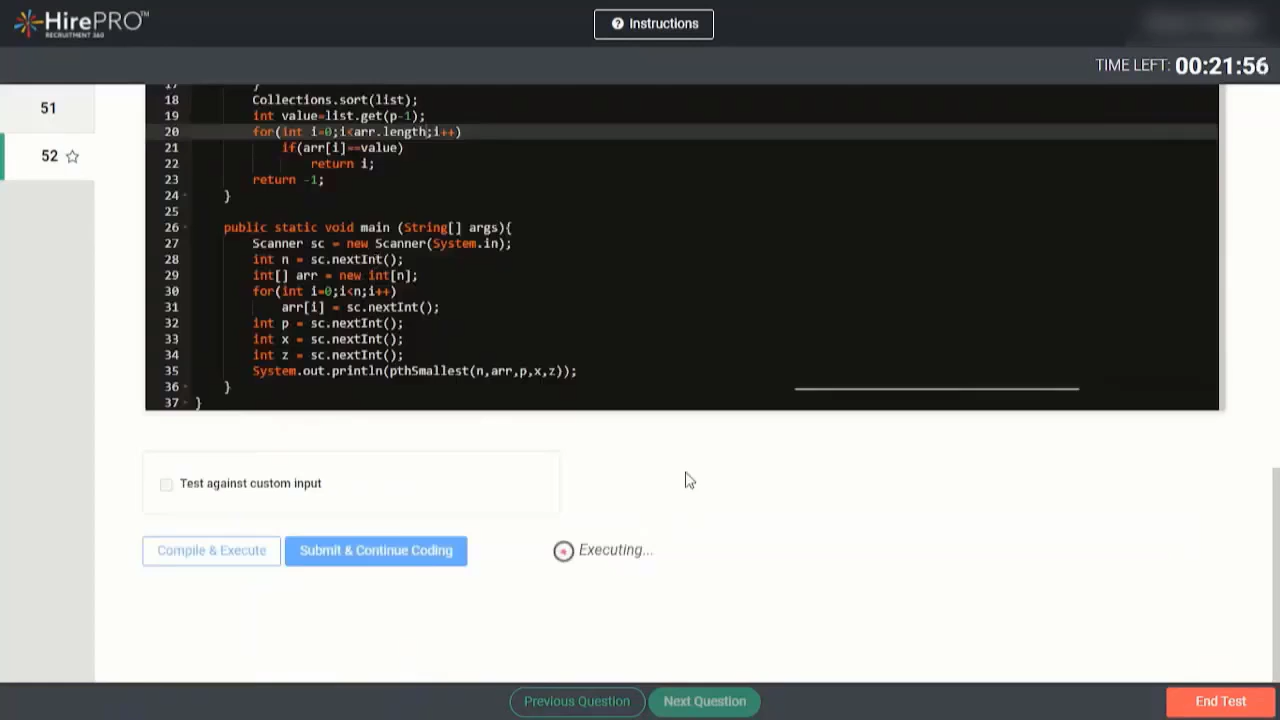 HirePRO™
RECRUITMENT 360
Instructions
TIME LEFT: 00:21:56
51
52
17 }
18 Collections.sort(list);
19 int value=list.get(p-1);
20 for(int i=0;i<arr.length;i++)
21 if(arr[i]==value)
22 return i;
23 return -1;
24 }
25
26 public static void main (String[] args){
27 Scanner sc = new Scanner(System.in);
28 int n = sc.nextInt();
29 int[] arr = new int[n];
30 for(int i=0;i<n;i++)
31 arr[i] = sc.nextInt();
32 int p = sc.nextInt();
33 int x = sc.nextInt();
34 int z = sc.nextInt();
35 System.out.println(pthSmallest(n,arr,p,x,z));
36 }
37 }
Test against custom input
Compile & Execute
Submit & Continue Coding
Executing...
Previous Question
Next Question
End Test